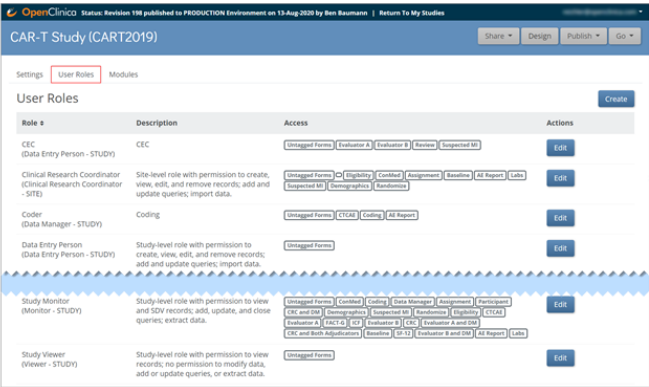 OpenClinica Status: Revision 198 published to PRODUCTION Environment on 13-Aug-2020 by Ben Baumann | Return To My Studies
CAR-T Study (CART2019)
Share Design Publish Go
Settings User Roles Modules
User Roles
Create
Role Description Access Actions
CEC
(Data Entry Person - STUDY)
CEC
Untagged Forms Evaluator A Evaluator B Review Suspected MI
Edit
Clinical Research Coordinator
(Clinical Research Coordinator
- SITE)
Site-level role with permission to create,
view, edit, and remove records; add and
update queries; import data.
Untagged Forms Eligibility ConMed Assignment Baseline AE Report Labs
Suspected MI Demographics Randomize
Edit
Coder
(Data Manager - STUDY)
Coding
Untagged Forms CTCAE Coding AE Report
Edit
Data Entry Person
(Data Entry Person - STUDY)
Study-level role with permission to
create, view, edit, and remove records;
add and update queries; import data.
Untagged Forms
Edit
Study Monitor
(Monitor - STUDY)
Study-level role with permission to view
and SDV records; add, update, and close
queries; extract data.
Untagged Forms ConMed Coding Data Manager Assignment Participant
CRC and DM Demographics Suspected MI Randomize Eligibility CTCAE
Evaluator A FACT-G ICF Evaluator B CRC Evaluator A and DM
CRC and Both Adjudicators Baseline SF-12 Evaluator B and DM AE Report Labs
Edit
Study Viewer
(Viewer - STUDY)
Study-level role with permission to view
records; no permission to modify data,
add or update queries, or extract data.
Untagged Forms
Edit